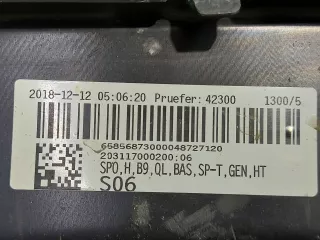 2018-12-12 05:06:20 Pruefer:42300 1300/5
65856873000048727120
203117000200:06
SPO,H,B9,QL,BAS,SP-T,GEN,HT
S06